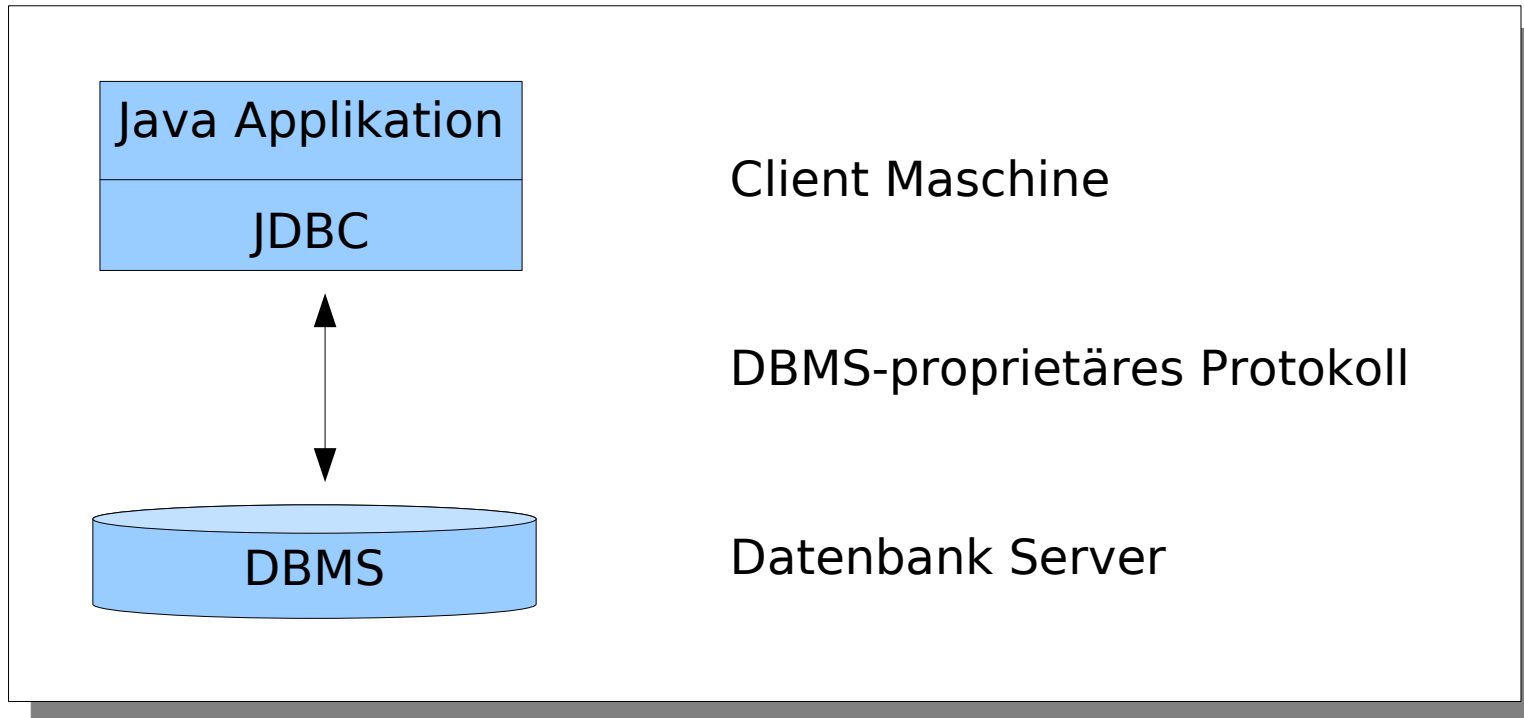 Java Applikation
JDBC
Client Maschine
DBMS-proprietäres Protokoll
DBMS
Datenbank Server